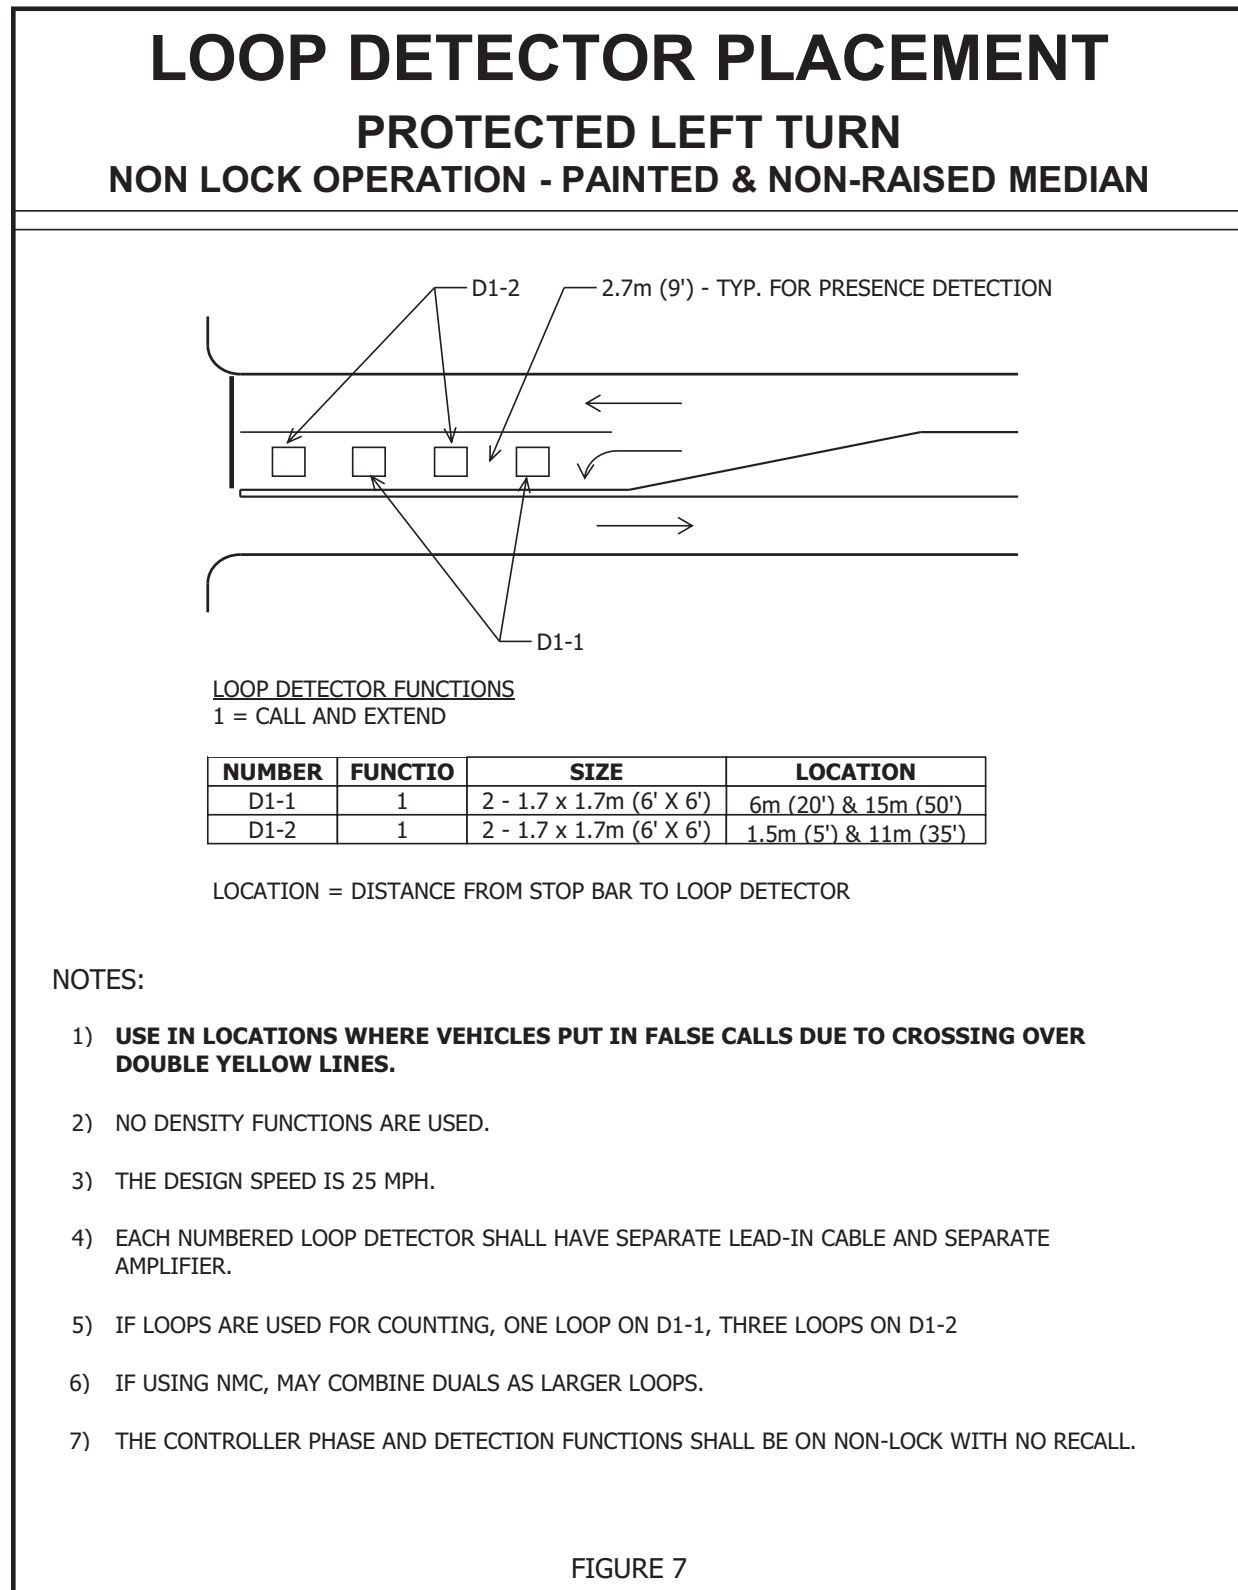 LOOP DETECTOR PLACEMENT
PROTECTED LEFT TURN
NON LOCK OPERATION - PAINTED & NON-RAISED MEDIAN
D1-2
2.7m (9') - TYP. FOR PRESENCE DETECTION
D1-1
LOOP DETECTOR FUNCTIONS
1 = CALL AND EXTEND
NUMBER FUNCTIO SIZE LOCATION
D1-1 1 2 - 1.7 x 1.7m (6' X 6') 6m (20') & 15m (50')
D1-2 1 2 - 1.7 x 1.7m (6' X 6') 1.5m (5') & 11m (35')
LOCATION = DISTANCE FROM STOP BAR TO LOOP DETECTOR
NOTES:
1) USE IN LOCATIONS WHERE VEHICLES PUT IN FALSE CALLS DUE TO CROSSING OVER
DOUBLE YELLOW LINES.
2) NO DENSITY FUNCTIONS ARE USED.
3) THE DESIGN SPEED IS 25 MPH.
4) EACH NUMBERED LOOP DETECTOR SHALL HAVE SEPARATE LEAD-IN CABLE AND SEPARATE
AMPLIFIER.
5) IF LOOPS ARE USED FOR COUNTING, ONE LOOP ON D1-1, THREE LOOPS ON D1-2
6) IF USING NMC, MAY COMBINE DUALS AS LARGER LOOPS.
7) THE CONTROLLER PHASE AND DETECTION FUNCTIONS SHALL BE ON NON-LOCK WITH NO RECALL.
FIGURE 7